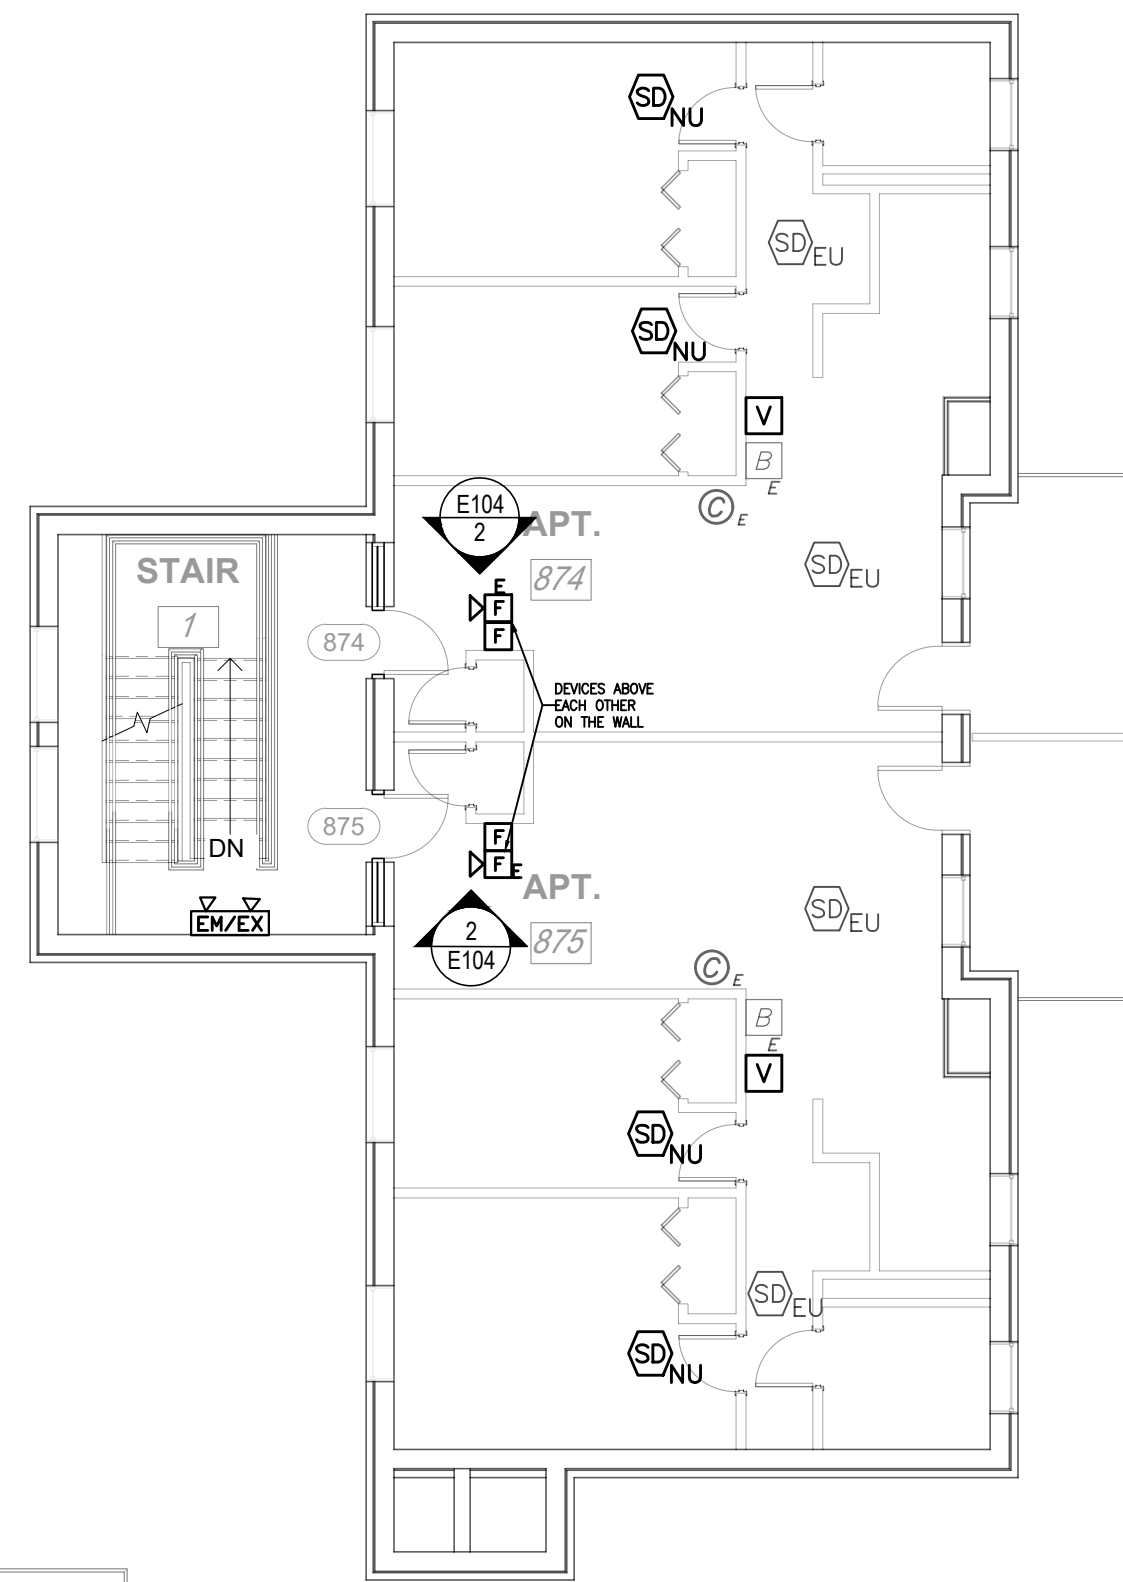 SD
NU
SD
EU
SD
NU
V
B
E
C
E
E104
2
APT.
874
SD
EU
STAIR
1
E
F
F
874
DEVICES ABOVE
EACH OTHER
ON THE WALL
875
DN
F
F
E
APT.
875
SD
EU
EM/EX
2
E104
C
E
B
E
V
SD
NU
SD
EU
SD
NU